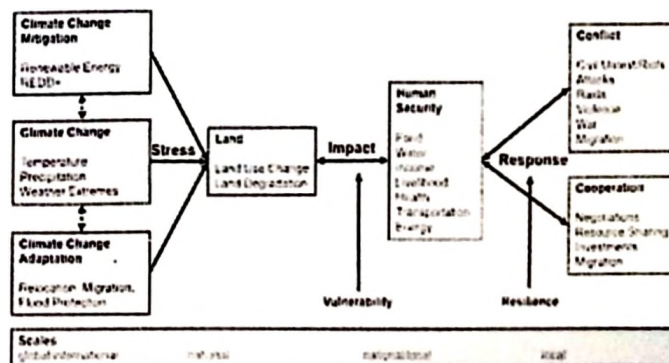 Climate Change
Mitigation
Renewable Energy
REDD+
Climate Change
Temperature
Precipitation
Weather Extremes
Climate Change
Adaptation
Relocation, Migration,
Flood Protection
Stress
Land
Land Use Change
Land Degradation
Impact
Vulnerability
Human
Security
Food
Water
Income
Livelihood
Health
Transportation
Energy
Response
Resilience
Conflict
Civil Unrest/Riots
Attacks
Raids
Violence
War
Migration
Cooperation
Negotiations
Resource Sharing
Investments
Migration
Scales
global/international national local